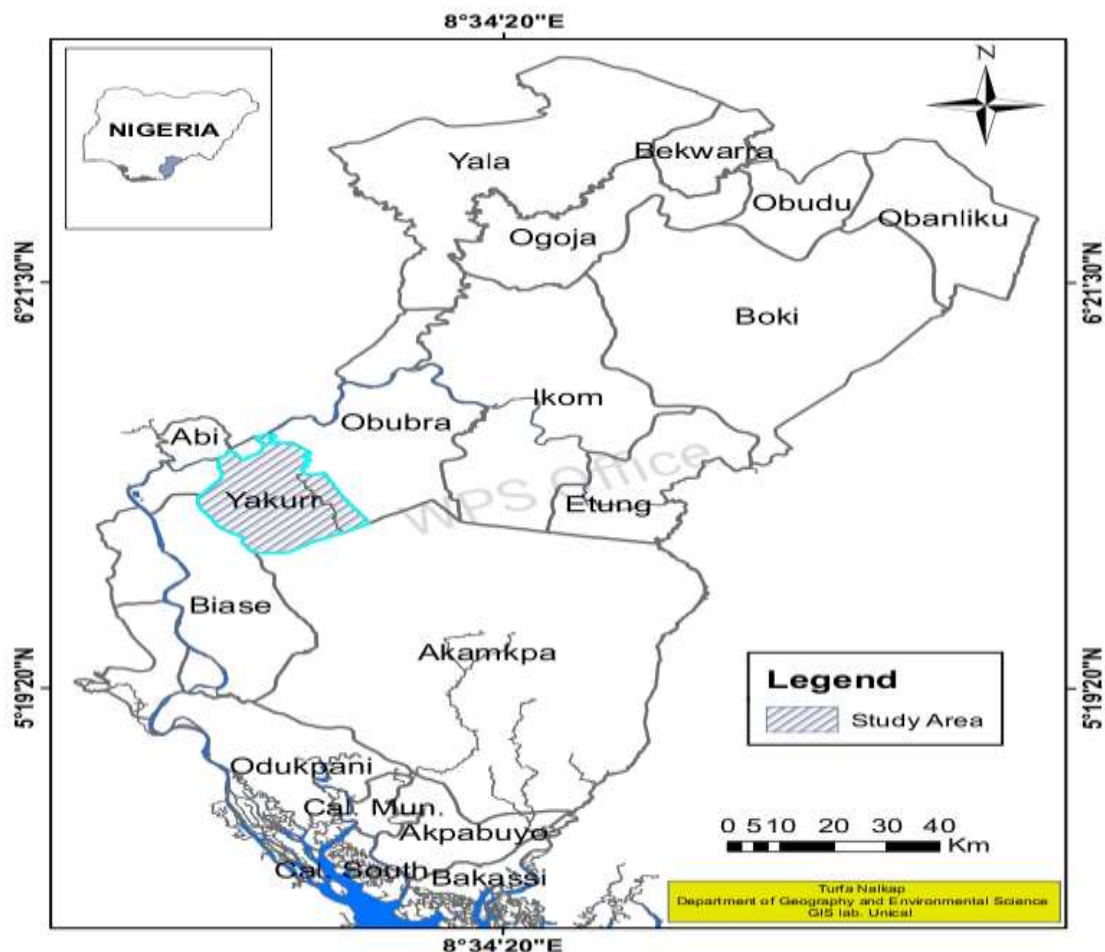 8°34'20"E
N
NIGERIA
Yala
Bekwarra
Obudu
Obanliku
Ogoja
6°21'30"N
6°21'30"N
Boki
Ikom
Obubra
Abi
WPS Office
Yakurr
Etung
Biase
Akamkpa
5°19'20"N
5°19'20"N
Legend
Study Area
Odukpani
Cal. Mun.
Akpabuyo
Cal. South
Bakassi
0 5 10 20 30 40
Km
Turfa Nalkap
Department of Geography and Environmental Science
GIS lab. Unical
8°34'20"E